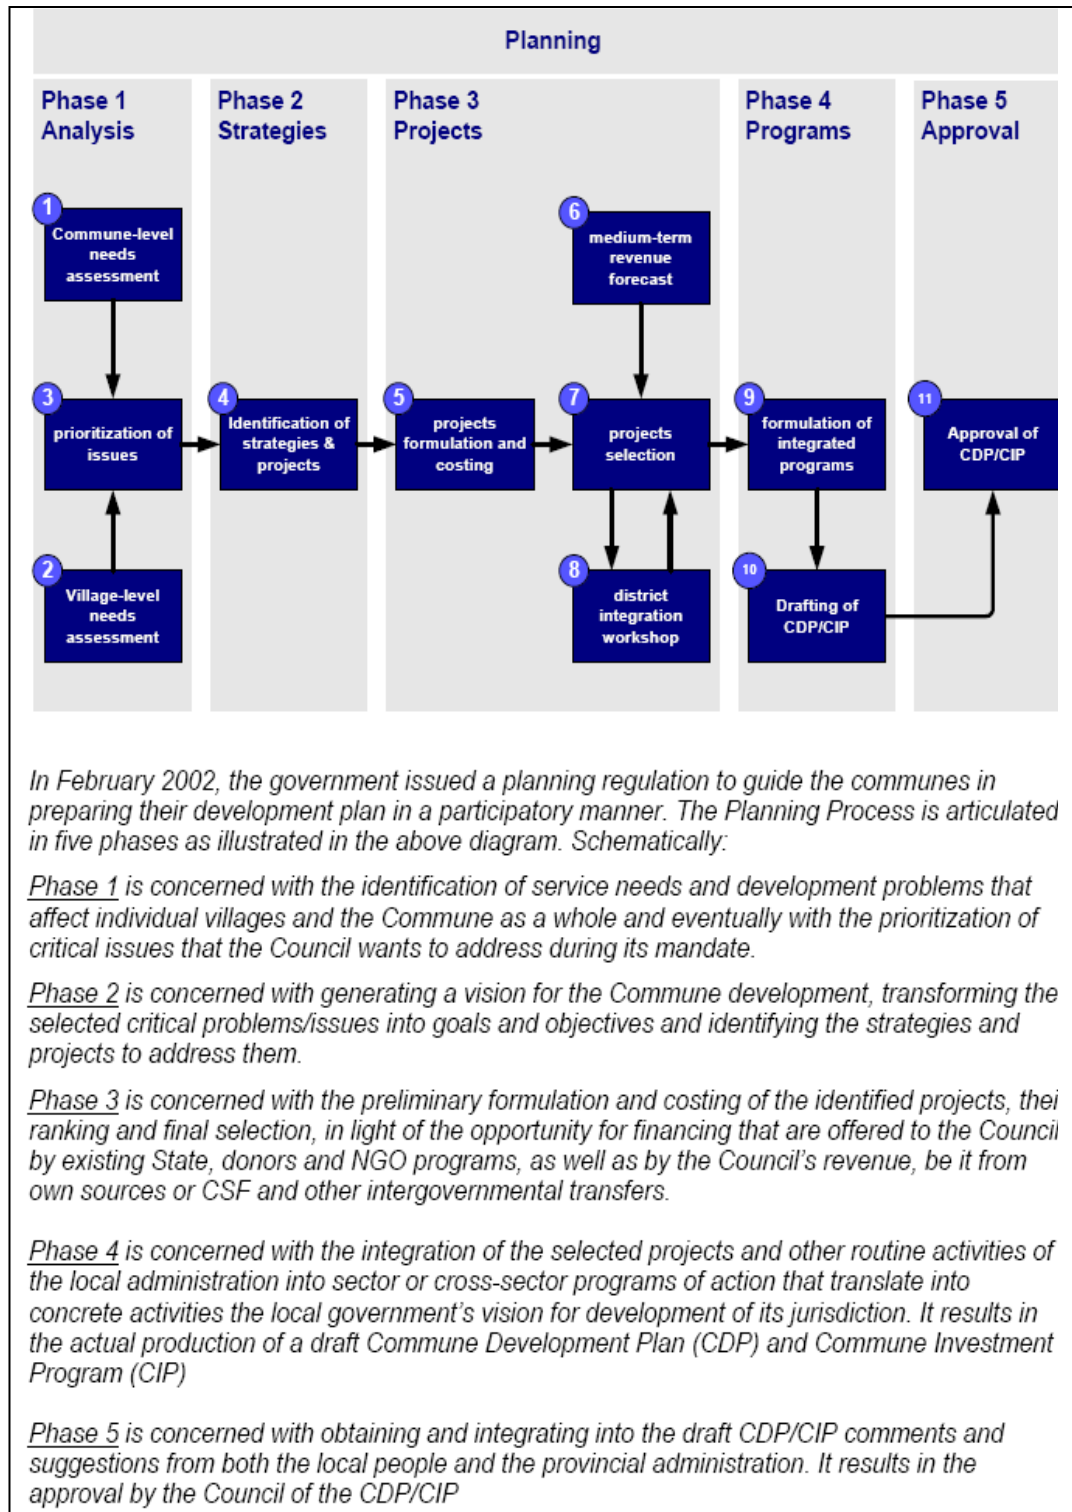 Planning
Phase 1
Analysis
Phase 2
Strategies
Phase 3
Projects
Phase 4
Programs
Phase 5
Approval
1
Commune-level
needs
assessment
6
medium-term
revenue
forecast
3
prioritization of
issues
4
Identification of
strategies &
projects
5
projects
formulation and
costing
7
projects
selection
9
formulation of
integrated
programs
11
Approval of
CDP/CIP
2
Village-level
needs
assessment
8
district
integration
workshop
10
Drafting of
CDP/CIP
In February 2002, the government issued a planning regulation to guide the communes in
preparing their development plan in a participatory manner. The Planning Process is articulated
in five phases as illustrated in the above diagram. Schematically:
Phase 1 is concerned with the identification of service needs and development problems that
affect individual villages and the Commune as a whole and eventually with the prioritization of
critical issues that the Council wants to address during its mandate.
Phase 2 is concerned with generating a vision for the Commune development, transforming the
selected critical problems/issues into goals and objectives and identifying the strategies and
projects to address them.
Phase 3 is concerned with the preliminary formulation and costing of the identified projects, thei
ranking and final selection, in light of the opportunity for financing that are offered to the Council
by existing State, donors and NGO programs, as well as by the Council's revenue, be it from
own sources or CSF and other intergovernmental transfers.
Phase 4 is concerned with the integration of the selected projects and other routine activities of
the local administration into sector or cross-sector programs of action that translate into
concrete activities the local government's vision for development of its jurisdiction. It results in
the actual production of a draft Commune Development Plan (CDP) and Commune Investment
Program (CIP)
Phase 5 is concerned with obtaining and integrating into the draft CDP/CIP comments and
suggestions from both the local people and the provincial administration. It results in the
approval by the Council of the CDP/CIP